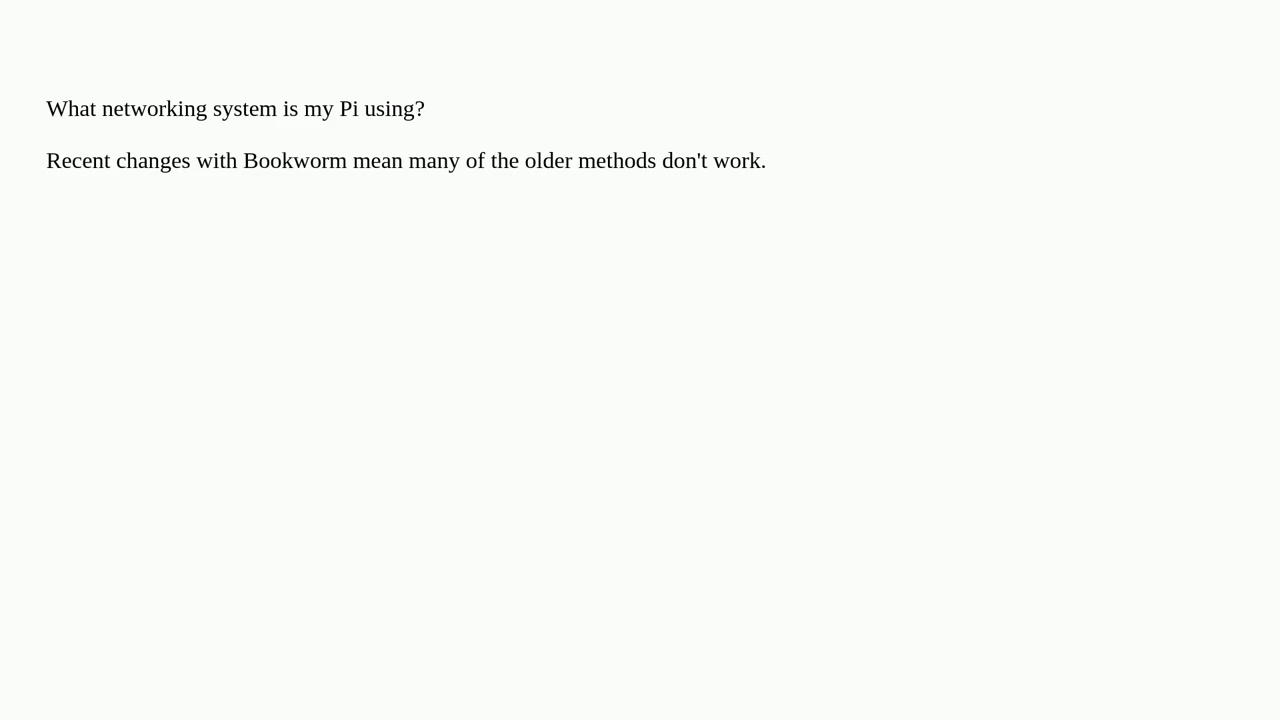 What networking system is my Pi using?
Recent changes with Bookworm mean many of the older methods don't work.